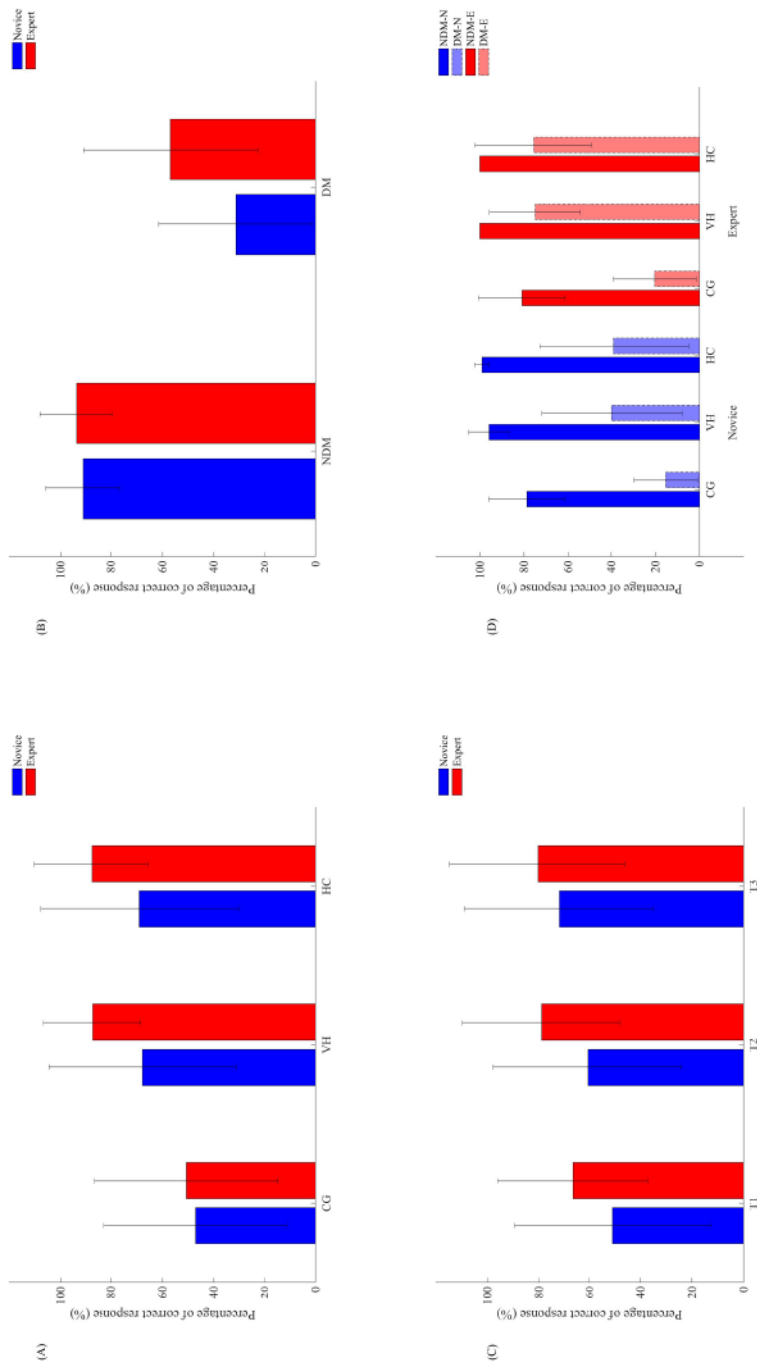 (A)
Percentage of correct response (%)
100
80
60
40
20
0
CG
VH
HC
Novice
Expert
(B)
Percentage of correct response (%)
100
80
60
40
20
0
NDM
DM
Novice
Expert
(C)
Percentage of correct response (%)
100
80
60
40
20
0
T1
T2
T3
Novice
Expert
(D)
Percentage of correct response (%)
100
80
60
40
20
0
CG
VH
HC
CG
VH
HC
Novice
Expert
NDM-N
DM-N
NDM-E
DM-E